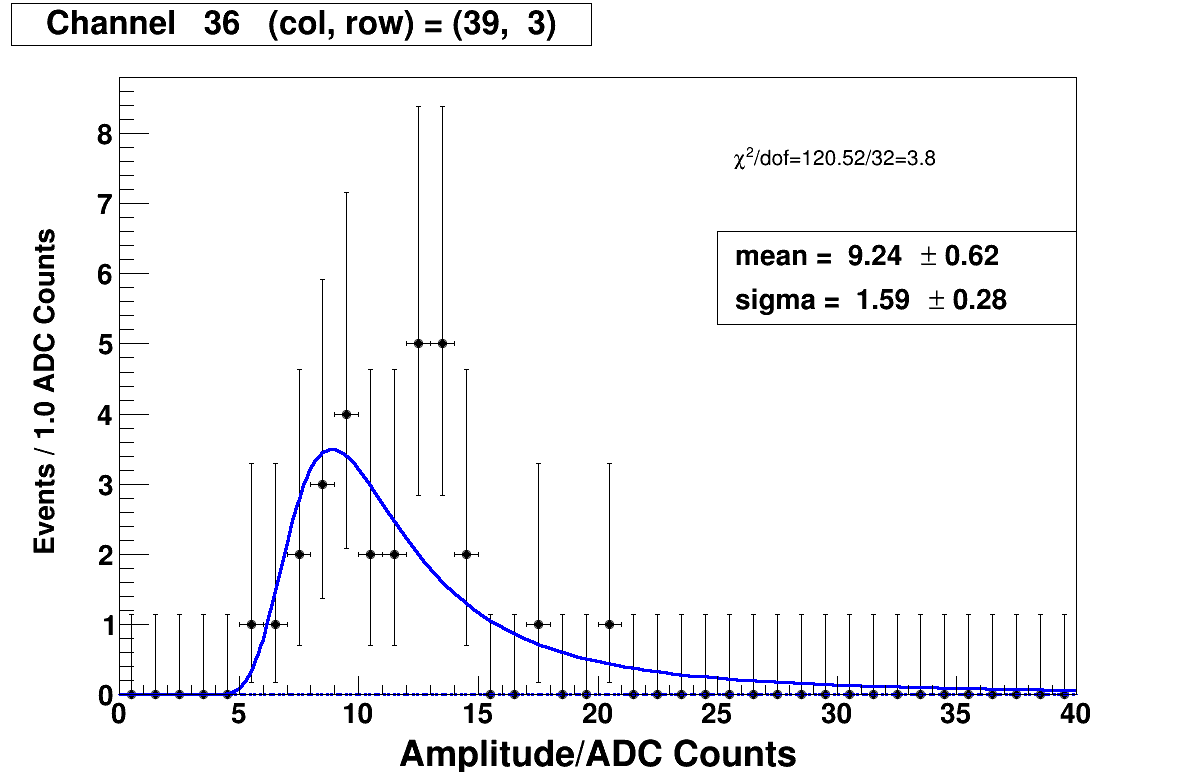 Channel 36 (col, row) = (39, 3)
χ²/dof=120.52/32=3.8
mean = 9.24 ± 0.62
sigma = 1.59 ± 0.28
Events / 1.0 ADC Counts
8
7
6
5
4
3
2
1
0
0 5 10 15 20 25 30 35 40
Amplitude/ADC Counts